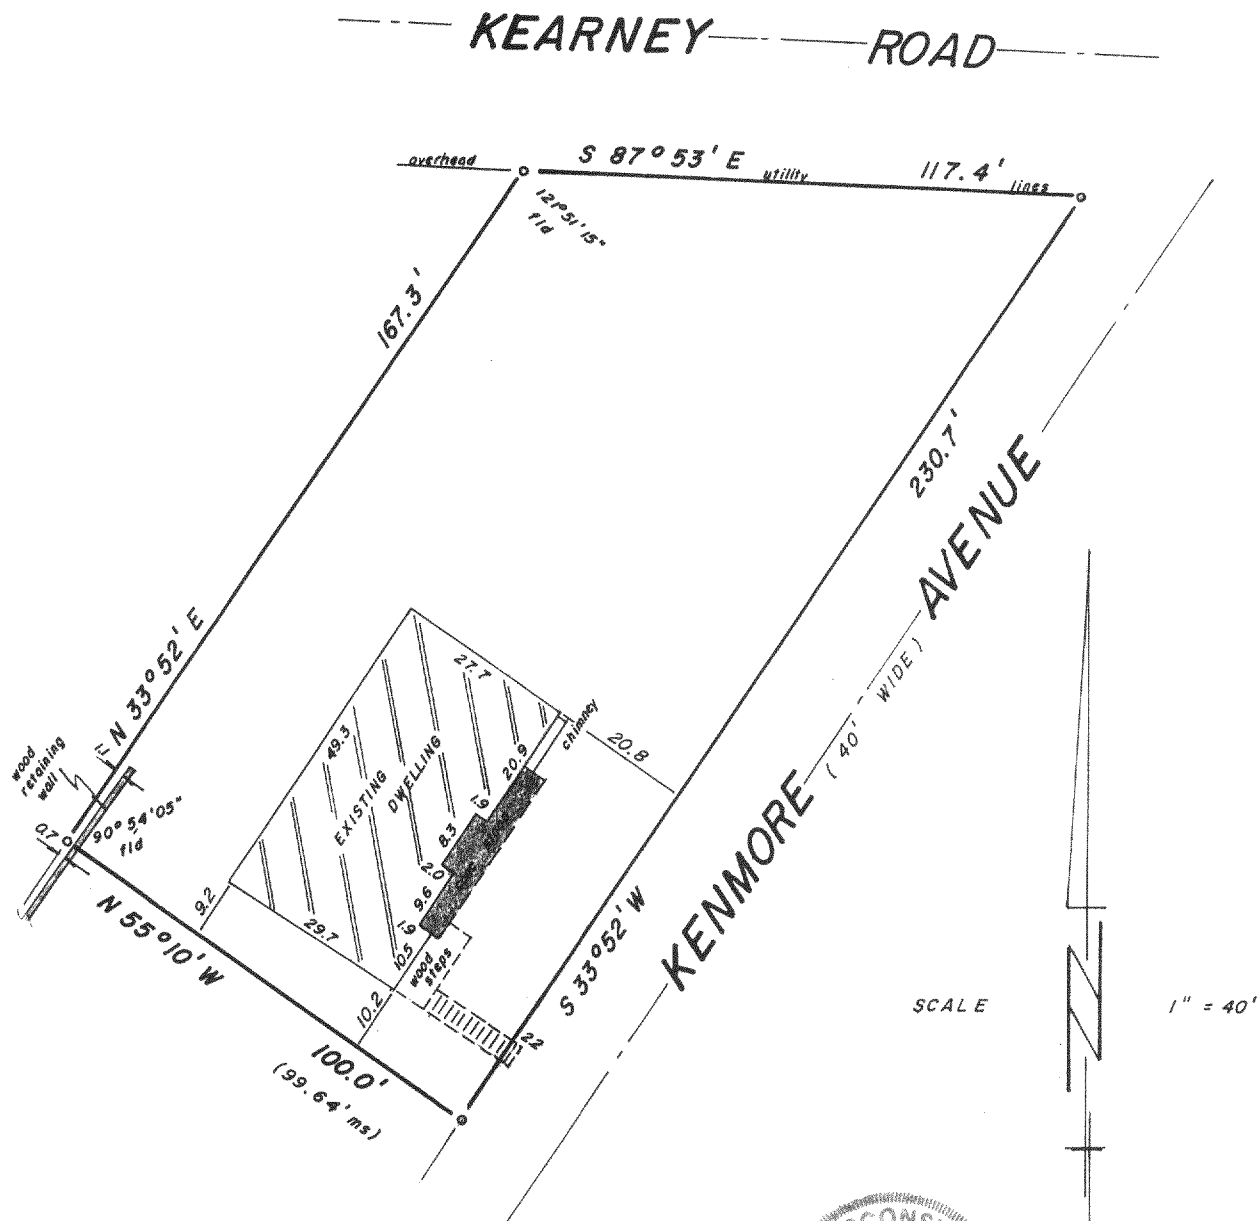 KEARNEY ROAD
overhead
S 87° 53' E
utility
117.4'
lines
121°51'15"
fld
167.3'
230.7'
AVENUE
N 33° 52' E
27.7
chimney
20.8
(40' WIDE)
49.3
EXISTING
DWELLING
20.9
wood
retaining
wall
1.9
8.3
0.7
90° 54' 05"
fld
2.0
9.6
KENMORE
9.2
29.7
1.9
10.5
wood
steps
N 55° 10' W
S 33° 52' W
10.2
2.2
100.0'
(99.64' ms)
SCALE
N
1" = 40'